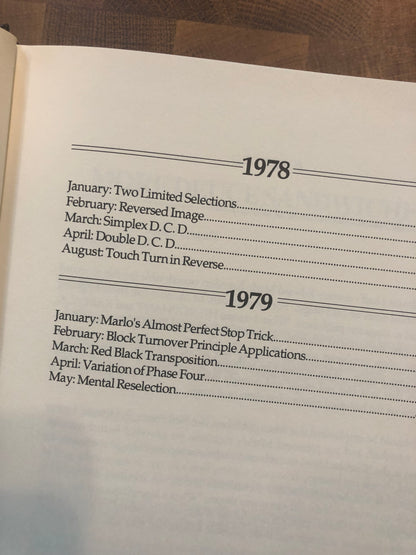 1978
January: Two Limited Selections
February: Reversed Image
March: Simplex D. C. D.
April: Double D. C. D.
August: Touch Turn in Reverse
1979
January: Marlo's Almost Perfect Stop Trick
February: Block Turnover Principle Applications
March: Red Black Transposition
April: Variation of Phase Four
May: Mental Reselection